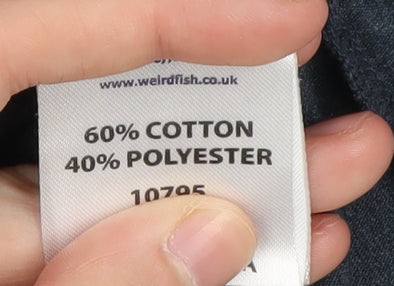 www.weirdfish.co.uk
60% COTTON
40% POLYESTER
10795